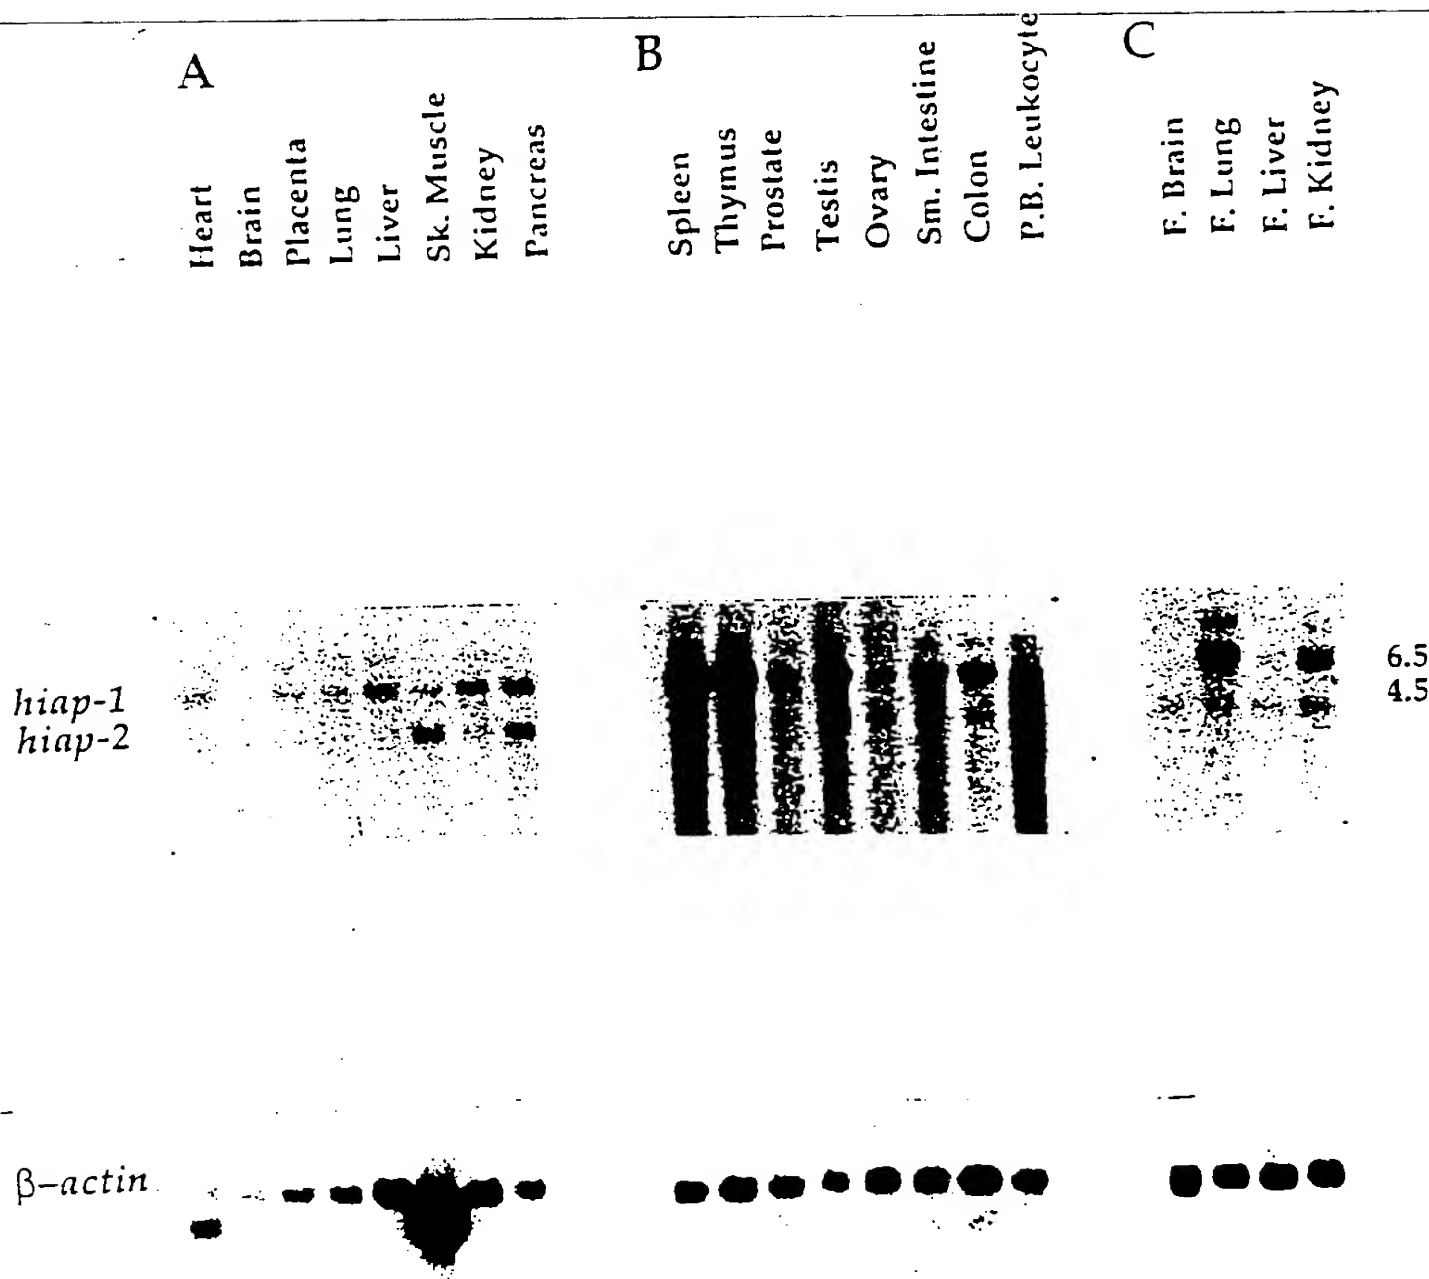 A
B
C
Heart
Brain
Placenta
Lung
Liver
Sk. Muscle
Kidney
Pancreas
Spleen
Thymus
Prostate
Testis
Ovary
Sm. Intestine
Colon
P.B. Leukocyte
F. Brain
F. Lung
F. Liver
F. Kidney
6.5
4.5
hiap-1
hiap-2
β-actin